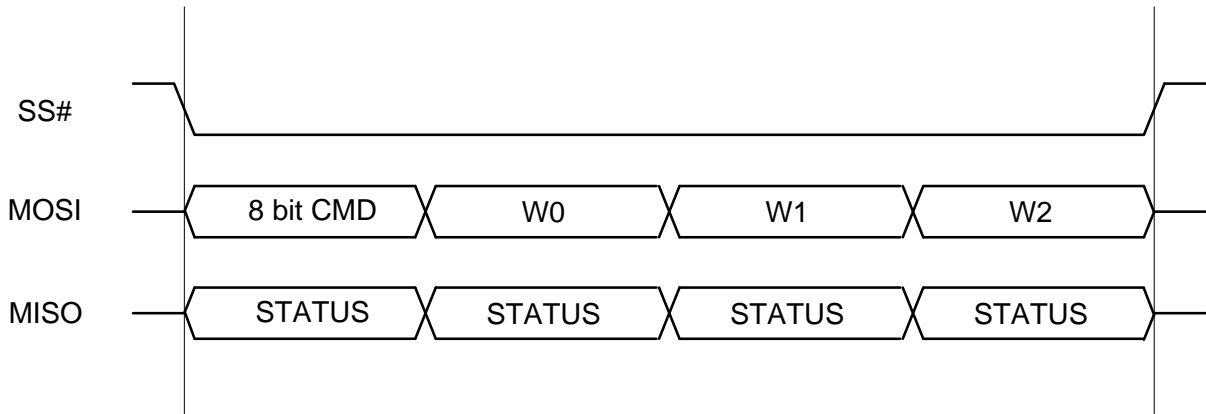 SS#
MOSI 8 bit CMD W0 W1 W2
MISO STATUS STATUS STATUS STATUS